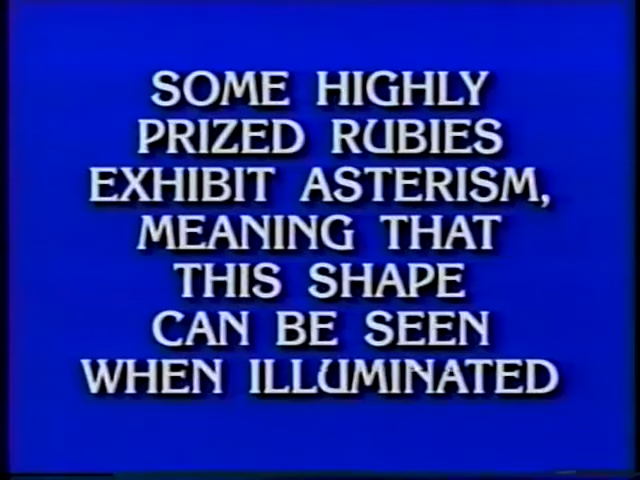 SOME HIGHLY
PRIZED RUBIES
EXHIBIT ASTERISM,
MEANING THAT
THIS SHAPE
CAN BE SEEN
WHEN ILLUMINATED